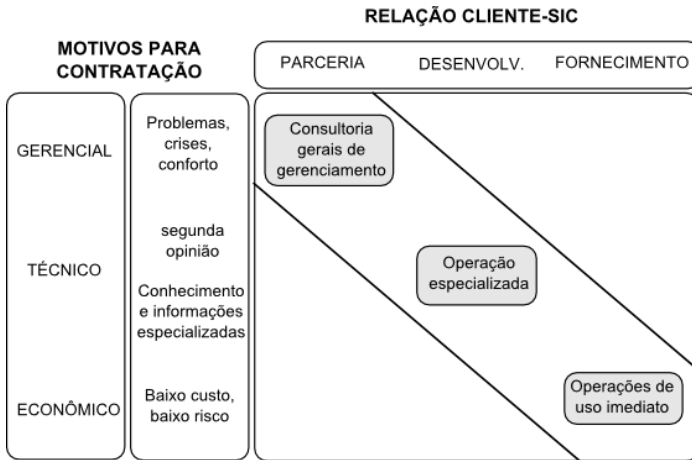 RELAÇÃO CLIENTE-SIC
MOTIVOS PARA
CONTRATAÇÃO
PARCERIA
DESENVOLV.
FORNECIMENTO
GERENCIAL
Problemas,
crises,
conforto
Consultoria
gerais de
gerenciamento
TÉCNICO
segunda
opinião
Conhecimento
e informações
especializadas
Operação
especializada
ECONÔMICO
Baixo custo,
baixo risco
Operações de
uso imediato